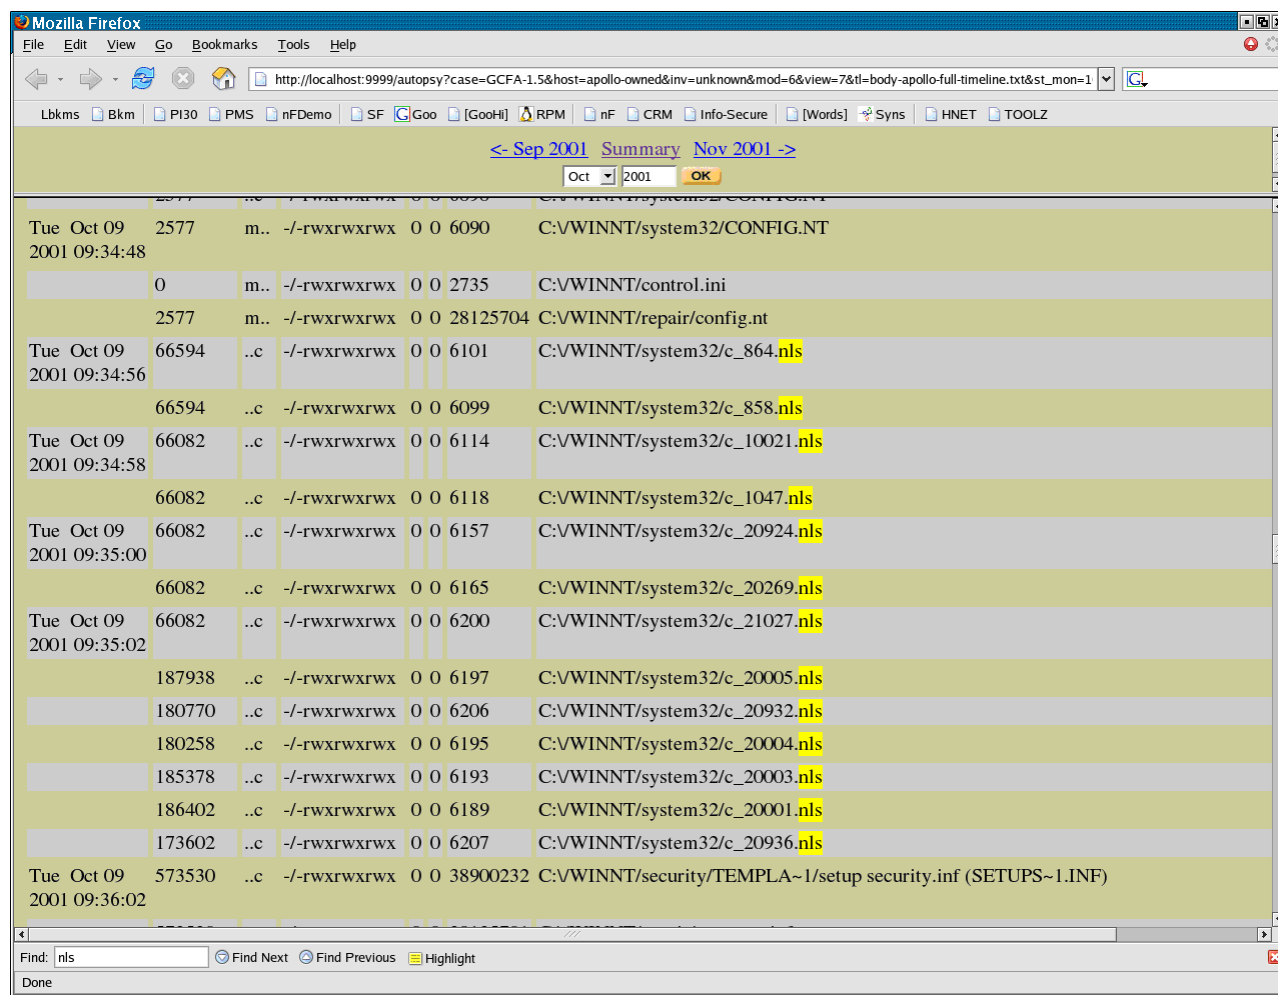 Mozilla Firefox
File Edit View Go Bookmarks Tools Help
http://localhost:9999/autopsy?case=GCFA-1.5&host=apollo-owned&inv=unknown&mod=6&view=7&tl=body-apollo-full-timeline.txt&st_mon=1
Lbkms Bkm PI30 PMS nFDemo SF Goo [GooHi] RPM nF CRM Info-Secure [Words] Syns HNET TOOLZ
<- Sep 2001 Summary Nov 2001 ->
Oct 2001 OK
Tue Oct 09 2577 m.. -/-rwxrwxrwx 0 0 6090 C:\/WINNT/system32/CONFIG.NT
2001 09:34:48
0 m.. -/-rwxrwxrwx 0 0 2735 C:\/WINNT/control.ini
2577 m.. -/-rwxrwxrwx 0 0 28125704 C:\/WINNT/repair/config.nt
Tue Oct 09 66594 ..c -/-rwxrwxrwx 0 0 6101 C:\/WINNT/system32/c_864.nls
2001 09:34:56
66594 ..c -/-rwxrwxrwx 0 0 6099 C:\/WINNT/system32/c_858.nls
Tue Oct 09 66082 ..c -/-rwxrwxrwx 0 0 6114 C:\/WINNT/system32/c_10021.nls
2001 09:34:58
66082 ..c -/-rwxrwxrwx 0 0 6118 C:\/WINNT/system32/c_1047.nls
Tue Oct 09 66082 ..c -/-rwxrwxrwx 0 0 6157 C:\/WINNT/system32/c_20924.nls
2001 09:35:00
66082 ..c -/-rwxrwxrwx 0 0 6165 C:\/WINNT/system32/c_20269.nls
Tue Oct 09 66082 ..c -/-rwxrwxrwx 0 0 6200 C:\/WINNT/system32/c_21027.nls
2001 09:35:02
187938 ..c -/-rwxrwxrwx 0 0 6197 C:\/WINNT/system32/c_20005.nls
180770 ..c -/-rwxrwxrwx 0 0 6206 C:\/WINNT/system32/c_20932.nls
180258 ..c -/-rwxrwxrwx 0 0 6195 C:\/WINNT/system32/c_20004.nls
185378 ..c -/-rwxrwxrwx 0 0 6193 C:\/WINNT/system32/c_20003.nls
186402 ..c -/-rwxrwxrwx 0 0 6189 C:\/WINNT/system32/c_20001.nls
173602 ..c -/-rwxrwxrwx 0 0 6207 C:\/WINNT/system32/c_20936.nls
Tue Oct 09 573530 ..c -/-rwxrwxrwx 0 0 38900232 C:\/WINNT/security/TEMPLA~1/setup security.inf (SETUPS~1.INF)
2001 09:36:02
Find: nls Find Next Find Previous Highlight
Done